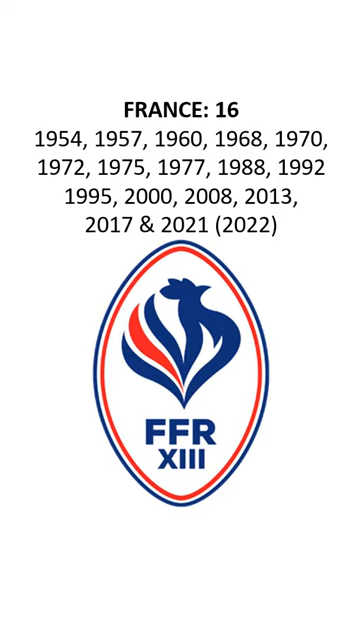 FRANCE: 16
1954, 1957, 1960, 1968, 1970,
1972, 1975, 1977, 1988, 1992
1995, 2000, 2008, 2013,
2017 & 2021 (2022)
FFR
XIII